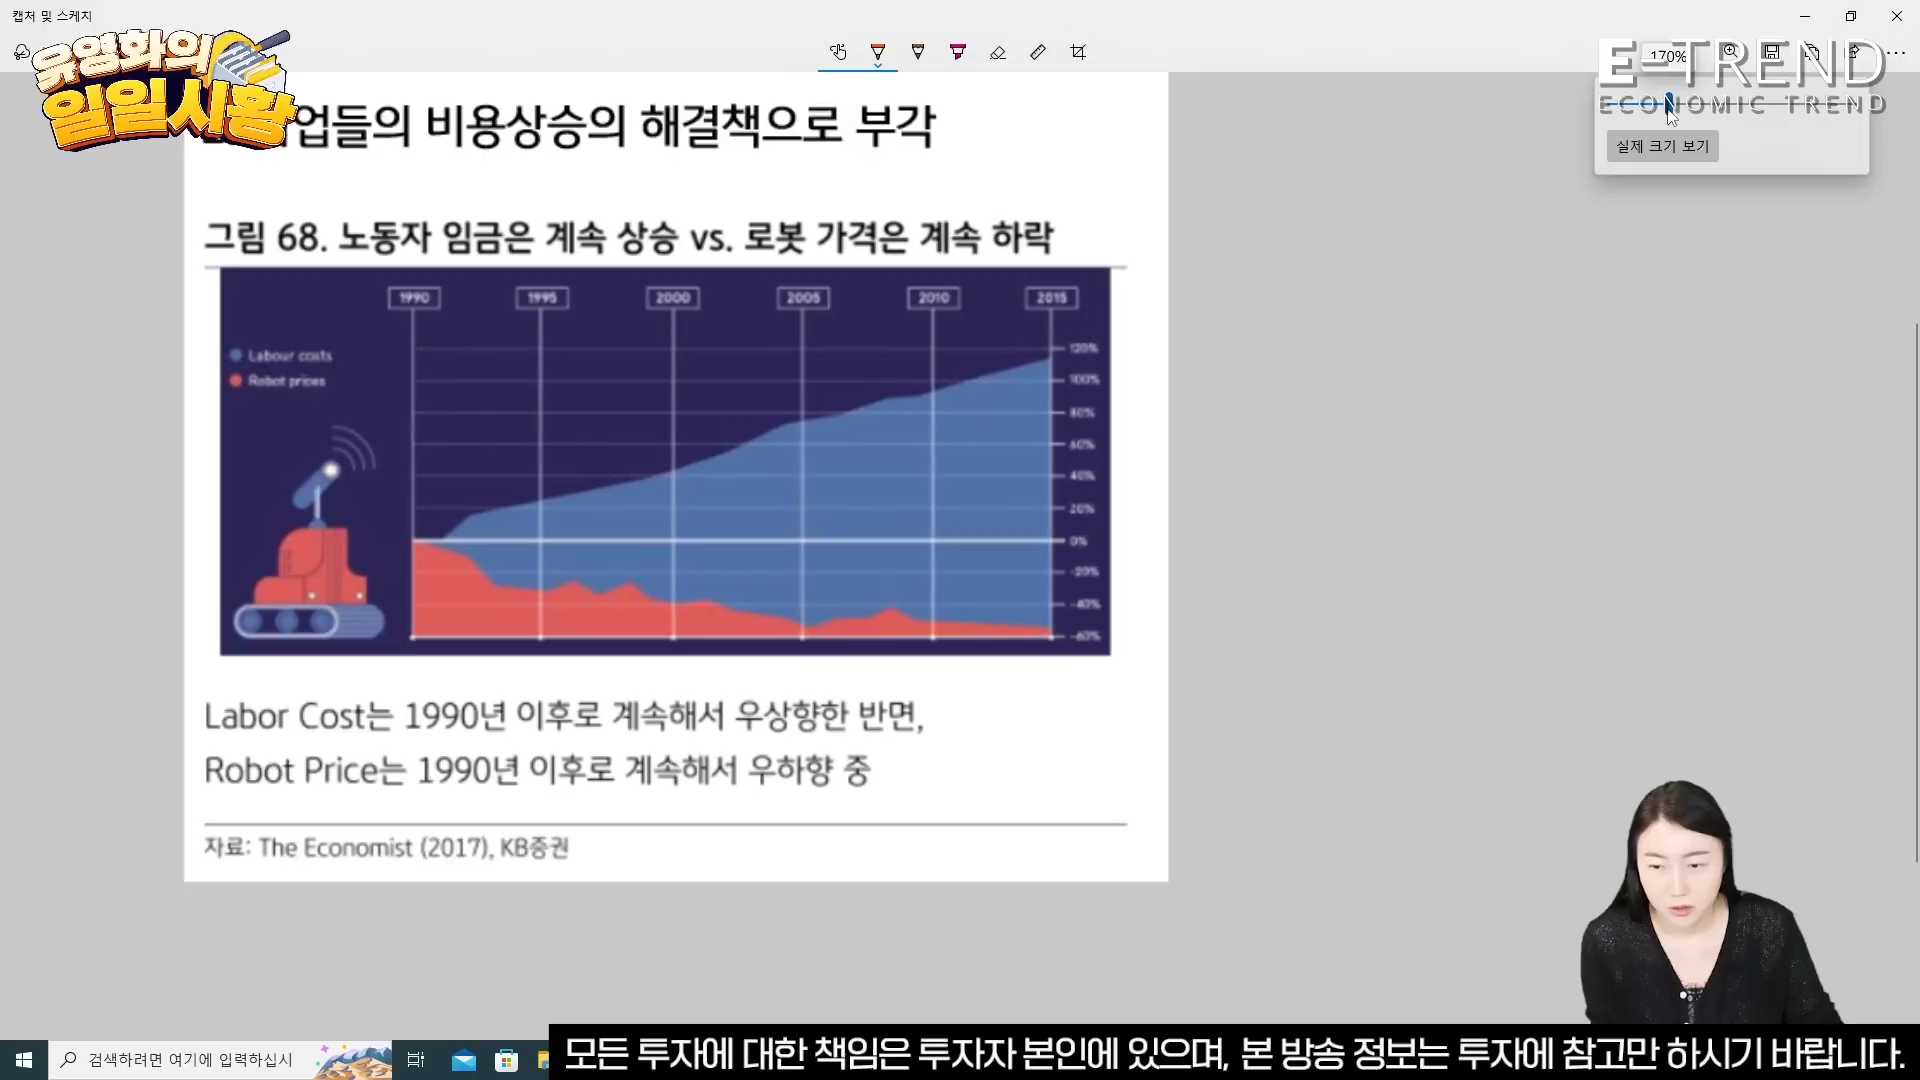 캡처 및 스케치
유영화의
일일시황
170%
E-TREND
ECONOMIC TREND
실제 크기 보기
업들의 비용상승의 해결책으로 부각
그림 68. 노동자 임금은 계속 상승 vs. 로봇 가격은 계속 하락
1990 1995 2000 2005 2010 2015
Labour costs
Robot prices
120%
100%
80%
60%
40%
20%
0%
-20%
-40%
-60%
Labor Cost는 1990년 이후로 계속해서 우상향한 반면,
Robot Price는 1990년 이후로 계속해서 우하향 중
자료: The Economist (2017), KB증권
검색하려면 여기에 입력하십시
모든 투자에 대한 책임은 투자자 본인에 있으며, 본 방송 정보는 투자에 참고만 하시기 바랍니다.